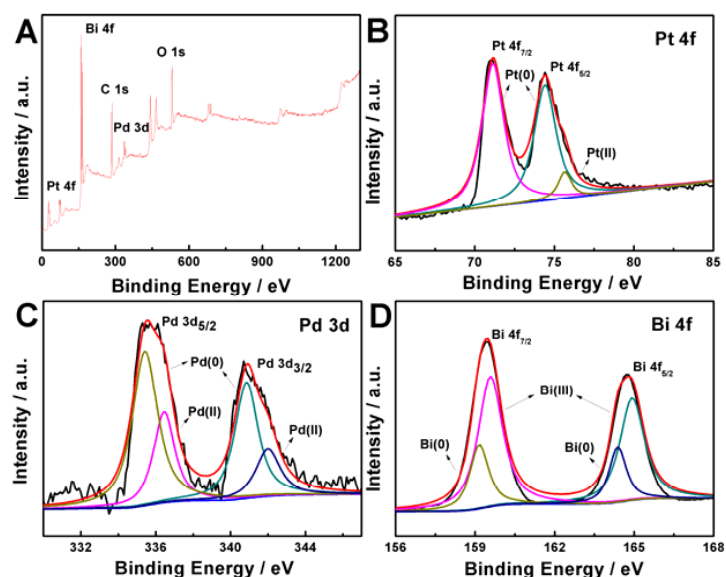 A
Bi 4f
O 1s
C 1s
Pd 3d
Pt 4f
Intensity / a.u.
0 300 600 900 1200
Binding Energy / eV
B
Pt 4f
Pt 4f7/2
Pt 4f5/2
Pt(0)
Pt(II)
Intensity / a.u.
65 70 75 80 85
Binding Energy / eV
C
Pd 3d
Pd 3d5/2
Pd 3d3/2
Pd(0)
Pd(II)
Pd(II)
Intensity / a.u.
332 336 340 344
Binding Energy / eV
D
Bi 4f
Bi 4f7/2
Bi 4f5/2
Bi(III)
Bi(0)
Bi(0)
Intensity / a.u.
156 159 162 165 168
Binding Energy / eV